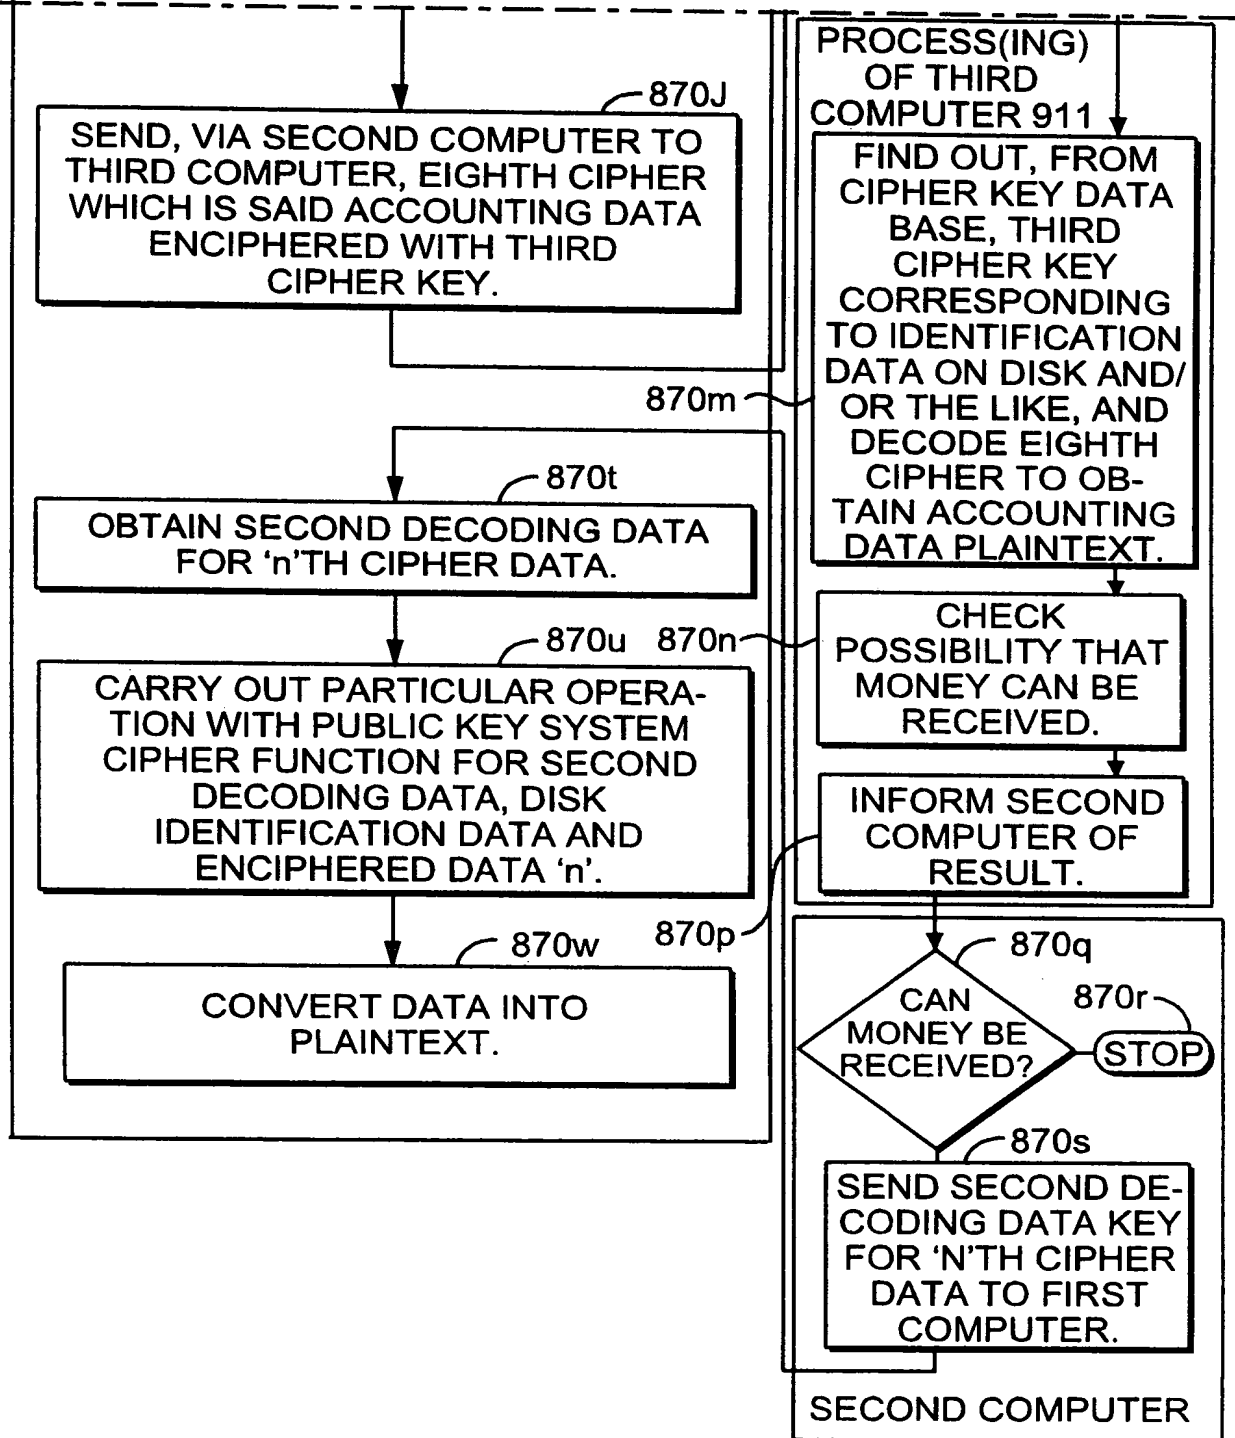 870J
SEND, VIA SECOND COMPUTER TO
THIRD COMPUTER, EIGHTH CIPHER
WHICH IS SAID ACCOUNTING DATA
ENCIPHERED WITH THIRD
CIPHER KEY.
870t
OBTAIN SECOND DECODING DATA
FOR ‘n’TH CIPHER DATA.
870u
CARRY OUT PARTICULAR OPERA-
TION WITH PUBLIC KEY SYSTEM
CIPHER FUNCTION FOR SECOND
DECODING DATA, DISK
IDENTIFICATION DATA AND
ENCIPHERED DATA ‘n’.
870w
CONVERT DATA INTO
PLAINTEXT.
PROCESS(ING)
OF THIRD
COMPUTER 911
870m
FIND OUT, FROM
CIPHER KEY DATA
BASE, THIRD
CIPHER KEY
CORRESPONDING
TO IDENTIFICATION
DATA ON DISK AND/
OR THE LIKE, AND
DECODE EIGHTH
CIPHER TO OB-
TAIN ACCOUNTING
DATA PLAINTEXT.
870n
CHECK
POSSIBILITY THAT
MONEY CAN BE
RECEIVED.
870p
INFORM SECOND
COMPUTER OF
RESULT.
870q
CAN
MONEY BE
RECEIVED?
870r
STOP
870s
SEND SECOND DE-
CODING DATA KEY
FOR ‘N’TH CIPHER
DATA TO FIRST
COMPUTER.
SECOND COMPUTER